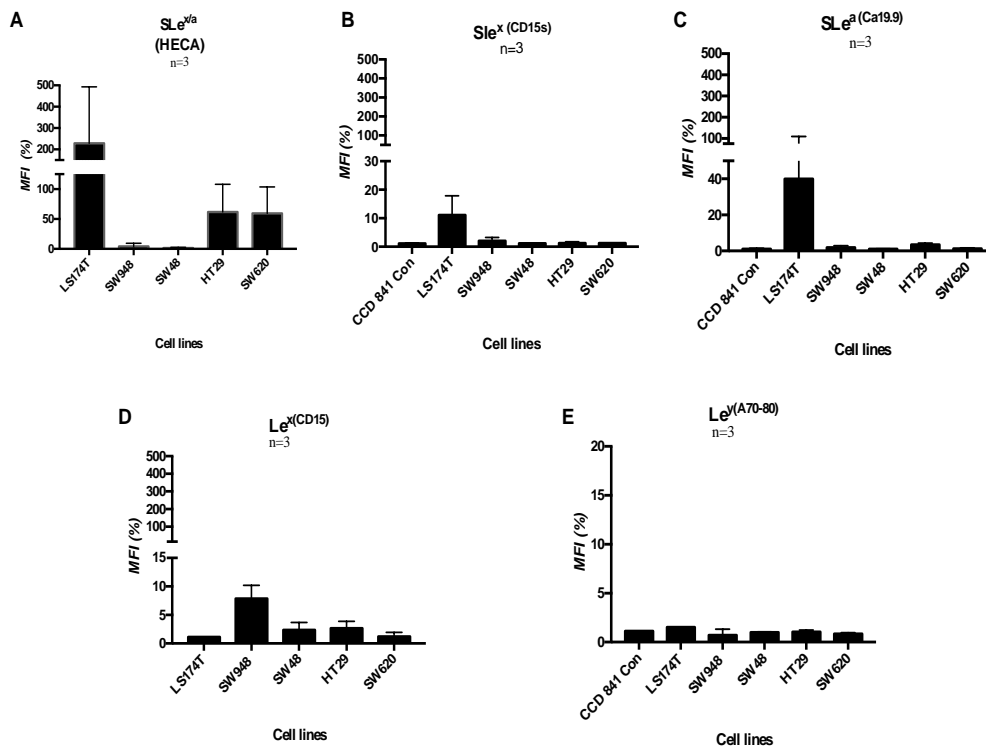 A
SLe^x/a
(HECA)
n=3
MFI (%)
500
400
300
200
100
50
0
LS174T
SW948
SW48
HT29
SW620
Cell lines
B
Sle^x (CD15s)
n=3
MFI (%)
500
400
300
200
100
30
20
10
0
CCD 841 Con
LS174T
SW948
SW48
HT29
SW620
Cell lines
C
SLe^a (Ca19.9)
n=3
MFI (%)
500
400
300
200
100
60
40
20
0
CCD 841 Con
LS174T
SW948
SW48
HT29
SW620
Cell lines
D
Le^x(CD15)
n=3
MFI (%)
500
400
300
200
100
15
10
5
0
LS174T
SW948
SW48
HT29
SW620
Cell lines
E
Le^y(A70-80)
n=3
MFI (%)
20
15
10
5
0
CCD 841 Con
LS174T
SW948
SW48
HT29
SW620
Cell lines